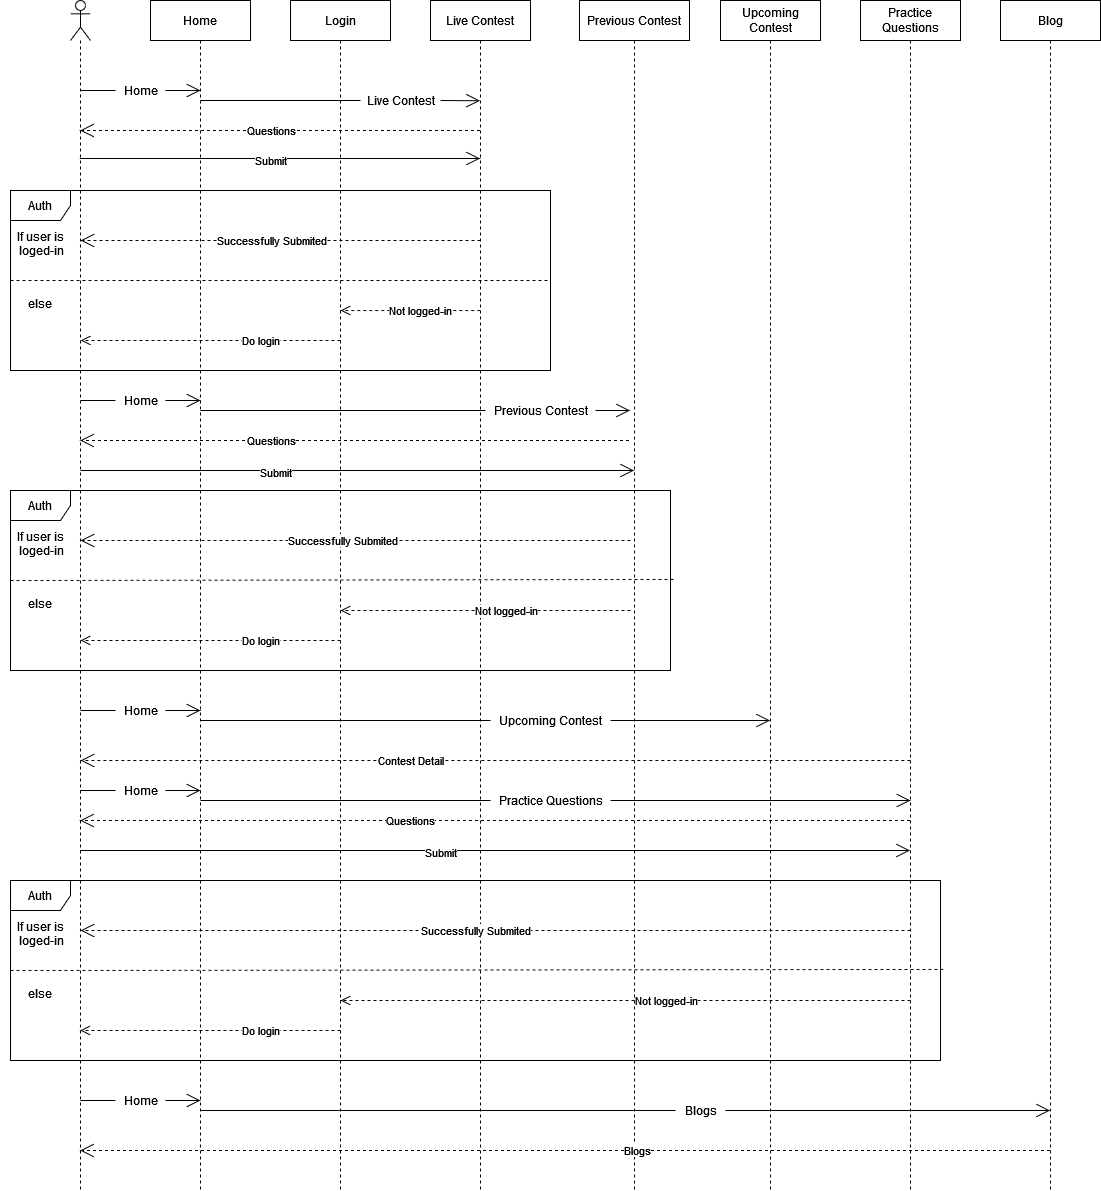 Home
Login
Live Contest
Previous Contest
Upcoming
Contest
Practice
Questions
Blog
Home
Live Contest
Questions
Submit
Auth
If user is
loged-in
Successfully Submited
else
Not logged-in
Do login
Home
Previous Contest
Questions
Submit
Auth
If user is
loged-in
Successfully Submited
else
Not logged-in
Do login
Home
Upcoming Contest
Contest Detail
Home
Practice Questions
Questions
Submit
Auth
If user is
loged-in
Successfully Submited
else
Not logged-in
Do login
Home
Blogs
Blogs